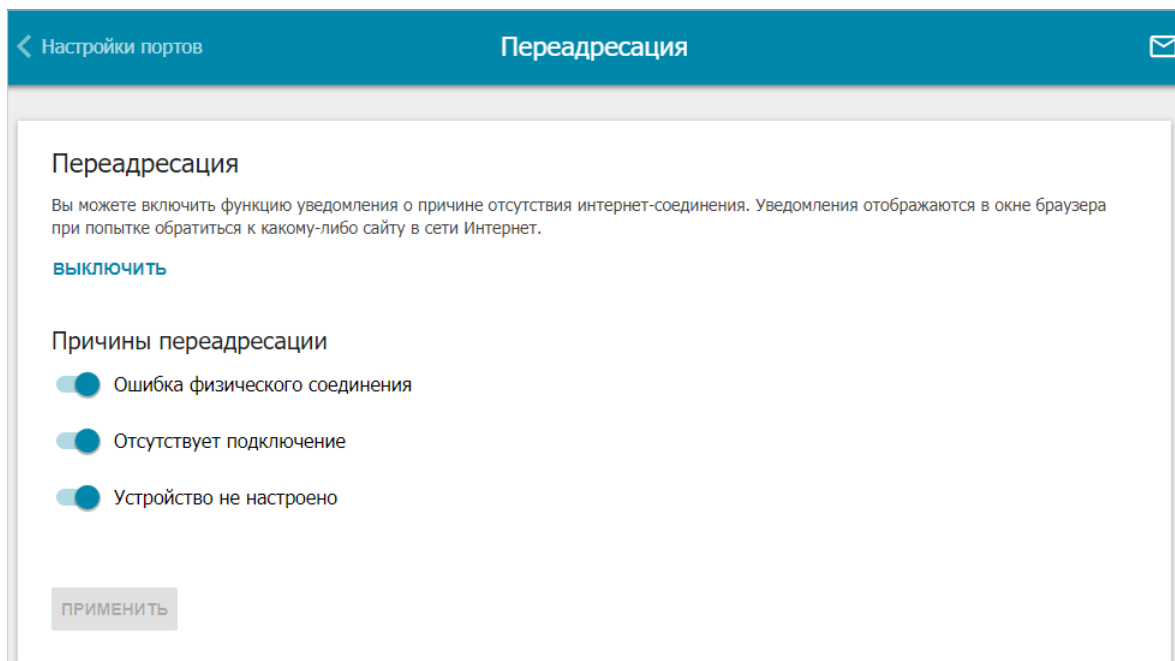 Настройки портов
Переадресация
Переадресация
Вы можете включить функцию уведомления о причине отсутствия интернет-соединения. Уведомления отображаются в окне браузера
при попытке обратиться к какому-либо сайту в сети Интернет.
ВЫКЛЮЧИТЬ
Причины переадресации
Ошибка физического соединения
Отсутствует подключение
Устройство не настроено
ПРИМЕНИТЬ